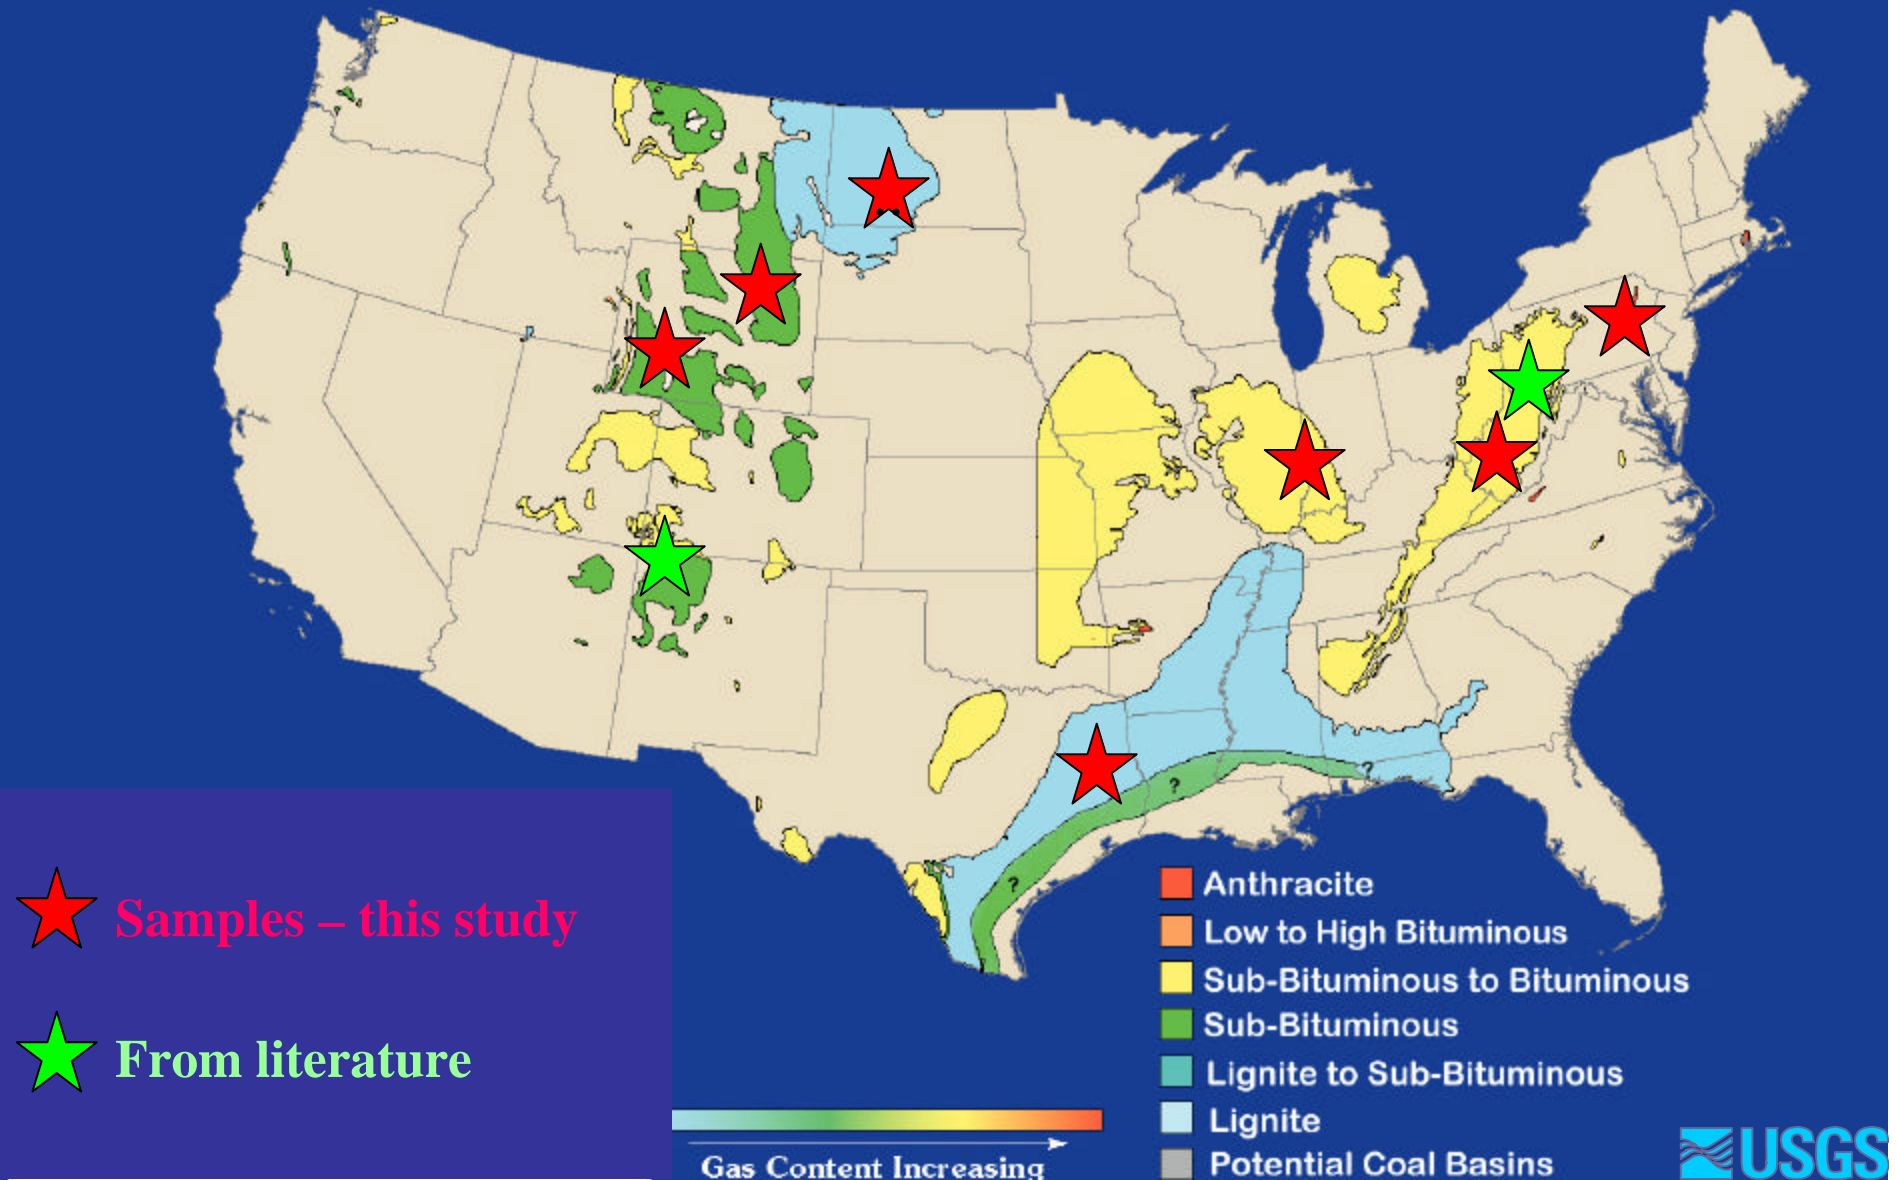 ?
?
?
Samples – this study
From literature
Anthracite
Low to High Bituminous
Sub-Bituminous to Bituminous
Sub-Bituminous
Lignite to Sub-Bituminous
Lignite
Potential Coal Basins
Gas Content Increasing
USGS